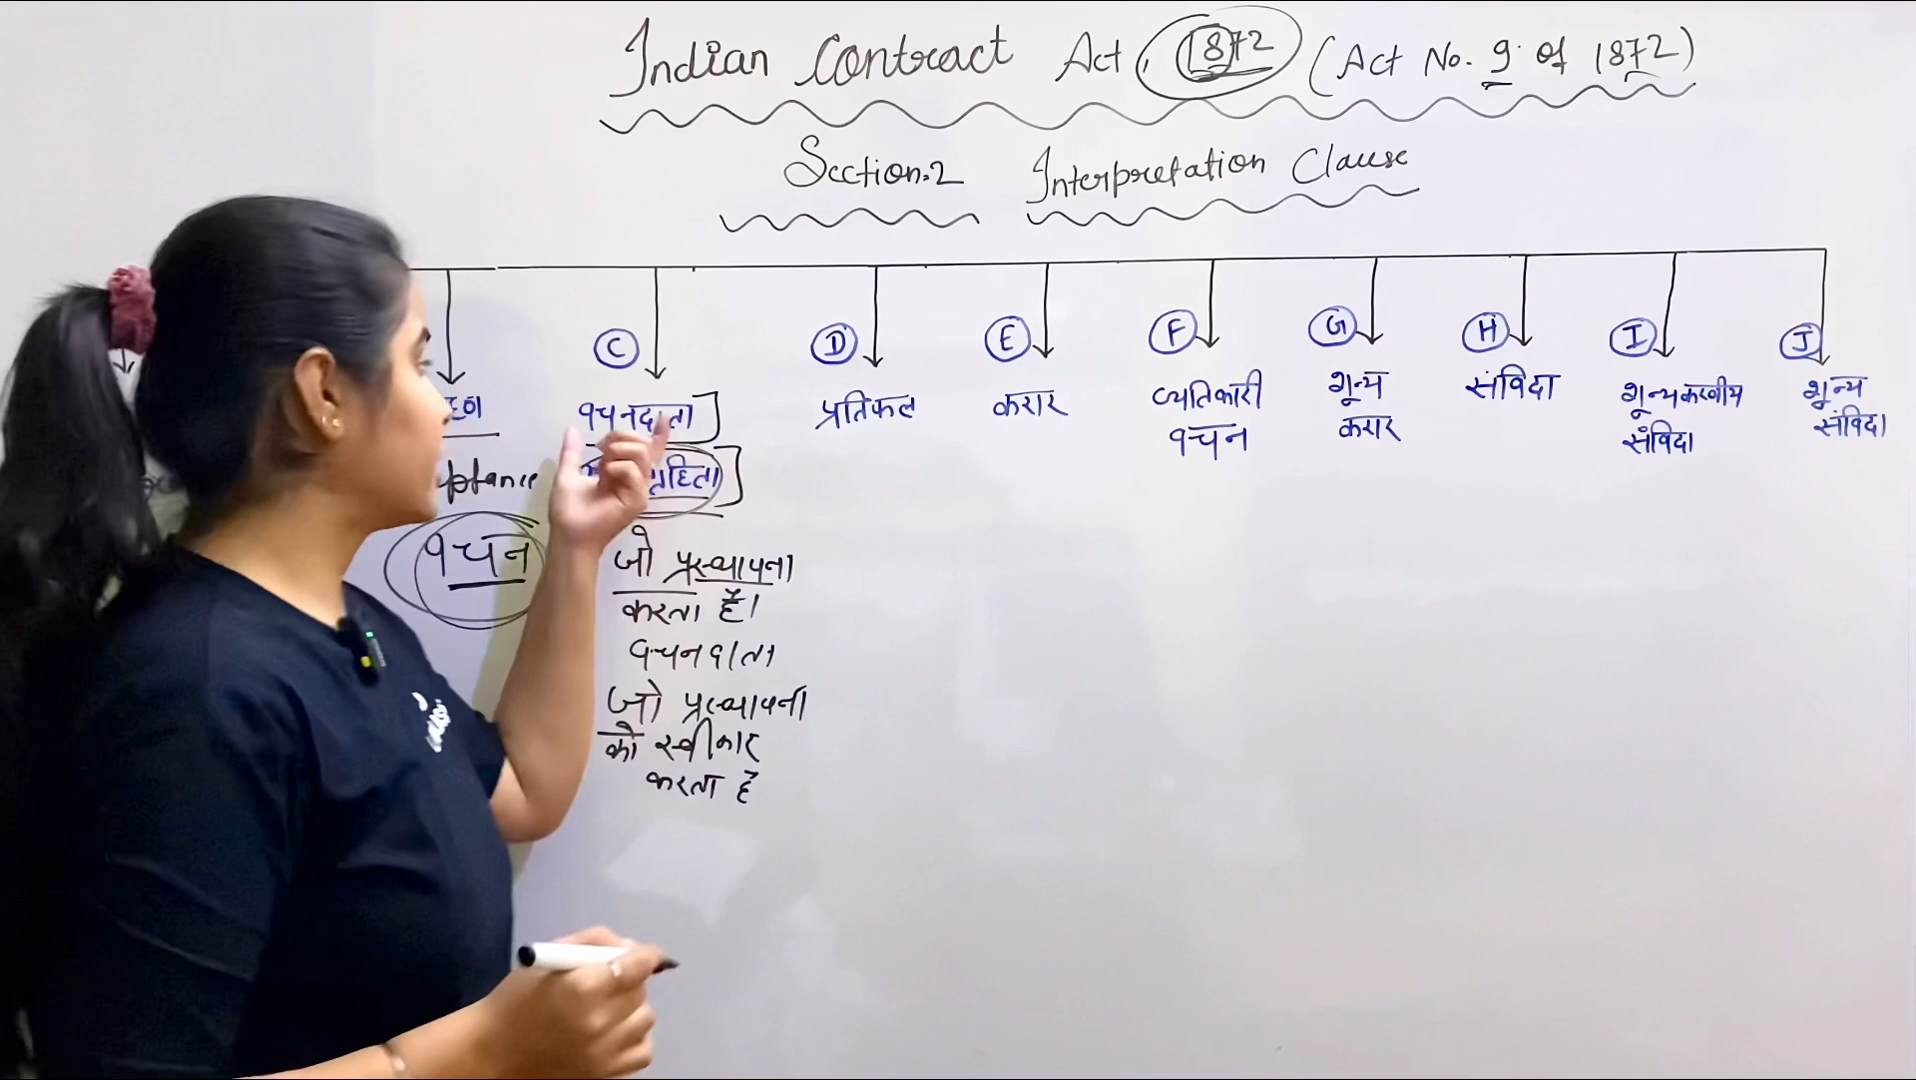 Indian Contract Act, 1872 (Act No. 9 of 1872)
Section.2 Interpretation Clause
C
D
E
F
G
H
I
J
वचनदाता
प्रतिफल
करार
व्यतिकारी
वचन
शून्य
करार
संविदा
शून्यकरणीय
संविदा
शून्य
संविदा
वचन
जो प्रस्थापना
करता है।
वचनदाता
जो प्रस्थापना
को स्वीकार
करता है